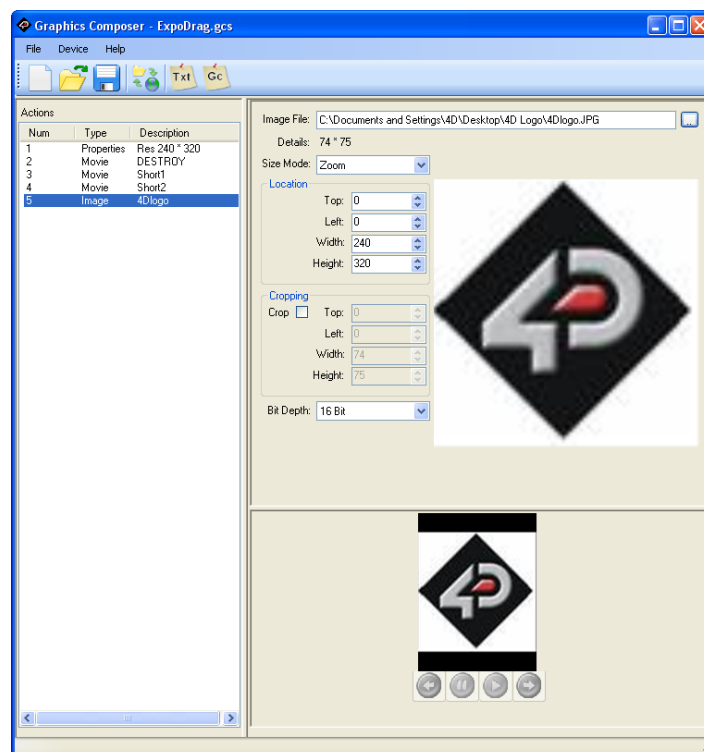 Graphics Composer - ExpoDrag.gcs
File Device Help
Txt Gc
Actions
Num Type Description
1 Properties Res 240 * 320
2 Movie DESTROY
3 Movie Short1
4 Movie Short2
5 Image 4Dlogo
Image File: C:\Documents and Settings\4D\Desktop\4D Logo\4Dlogo.JPG ...
Details: 74 * 75
Size Mode: Zoom
Location
Top: 0
Left: 0
Width: 240
Height: 320
Cropping
Crop Top: 0
Left: 0
Width: 74
Height: 75
Bit Depth: 16 Bit
4D
4D